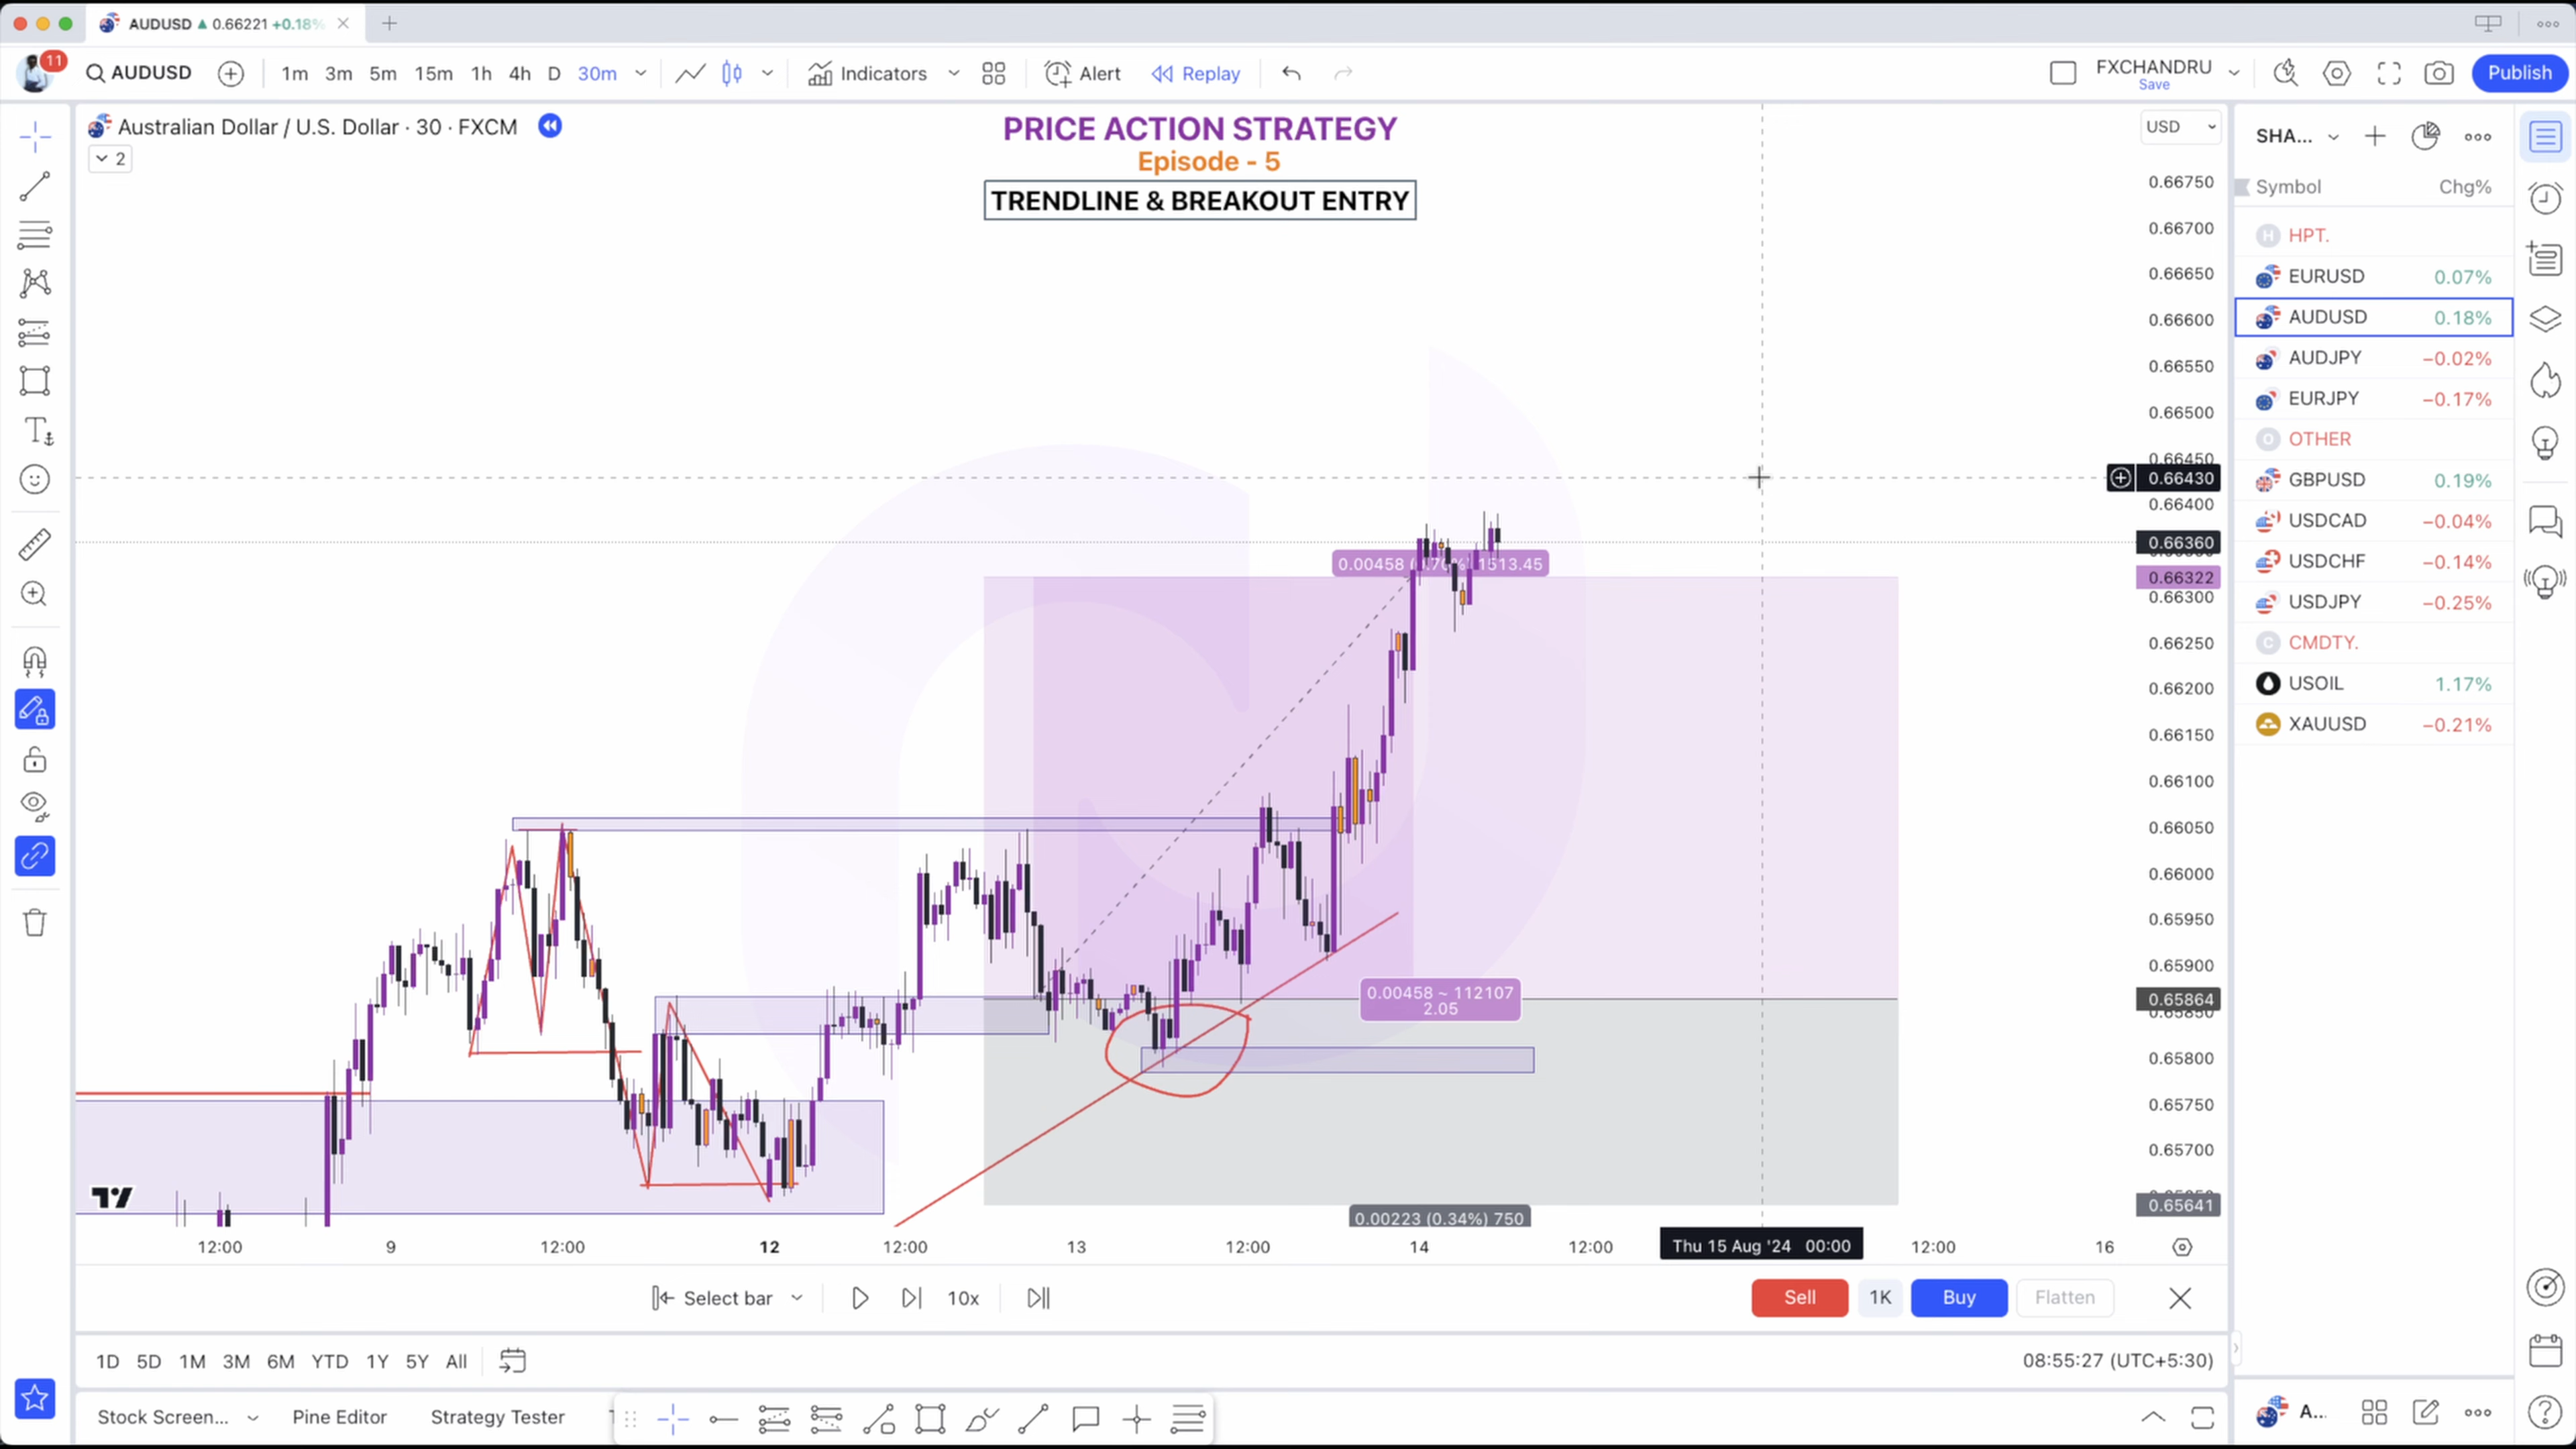 AUDUSD ▲ 0.66221 +0.18%
11
AUDUSD
1m 3m 5m 15m 1h 4h D 30m
Indicators
Alert
Replay
FXCHANDRU
Save
Publish
Australian Dollar / U.S. Dollar · 30 · FXCM
2
PRICE ACTION STRATEGY
Episode - 5
TRENDLINE & BREAKOUT ENTRY
USD
0.66750
0.66700
0.66650
0.66600
0.66550
0.66500
0.66450
0.66430
0.66400
0.66360
0.66322
0.66300
0.66250
0.66200
0.66150
0.66100
0.66050
0.66000
0.65950
0.65900
0.65864
0.65850
0.65800
0.65750
0.65700
0.65641
0.00458 ~ 112107
2.05
0.00223 (0.34%) 750
12:00 9 12:00 12 12:00 13 12:00 14 12:00 Thu 15 Aug '24 00:00 12:00 16
Select bar
10x
Sell 1K Buy Flatten
1D 5D 1M 3M 6M YTD 1Y 5Y All
08:55:27 (UTC+5:30)
Stock Screen... Pine Editor Strategy Tester
SHA...
Symbol Chg%
H HPT.
EURUSD 0.07%
AUDUSD 0.18%
AUDJPY −0.02%
EURJPY −0.17%
O OTHER
GBPUSD 0.19%
USDCAD −0.04%
USDCHF −0.14%
USDJPY −0.25%
C CMDTY.
USOIL 1.17%
XAUUSD −0.21%
A...